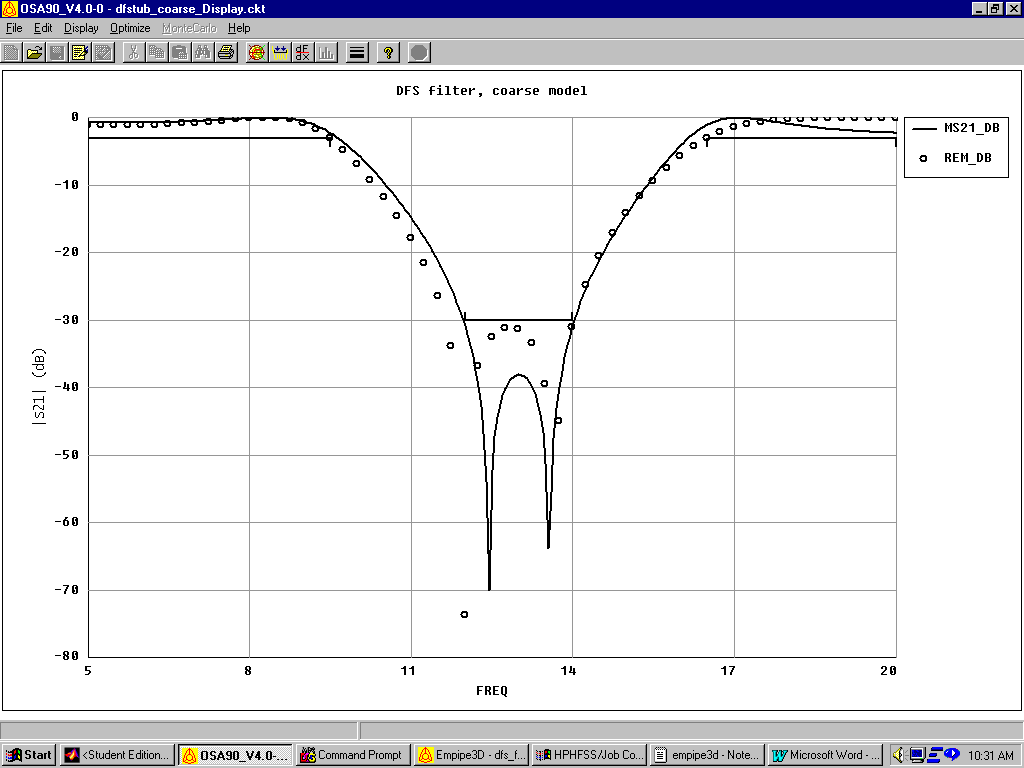 OSA90_V4.0-0 - dfstub_coarse_Display.ckt
File Edit Display Optimize MonteCarlo Help
DFS filter, coarse model
MS21_DB
REM_DB
0
-10
-20
-30
-40
-50
-60
-70
-80
|s21| (dB)
5 8 11 14 17 20
FREQ
Start <Student Edition... OSA90_V4.0-... Command Prompt Empipe3D - dfs_f... HPHFSS/Job Co... empipe3d - Note... Microsoft Word - ... 10:31 AM